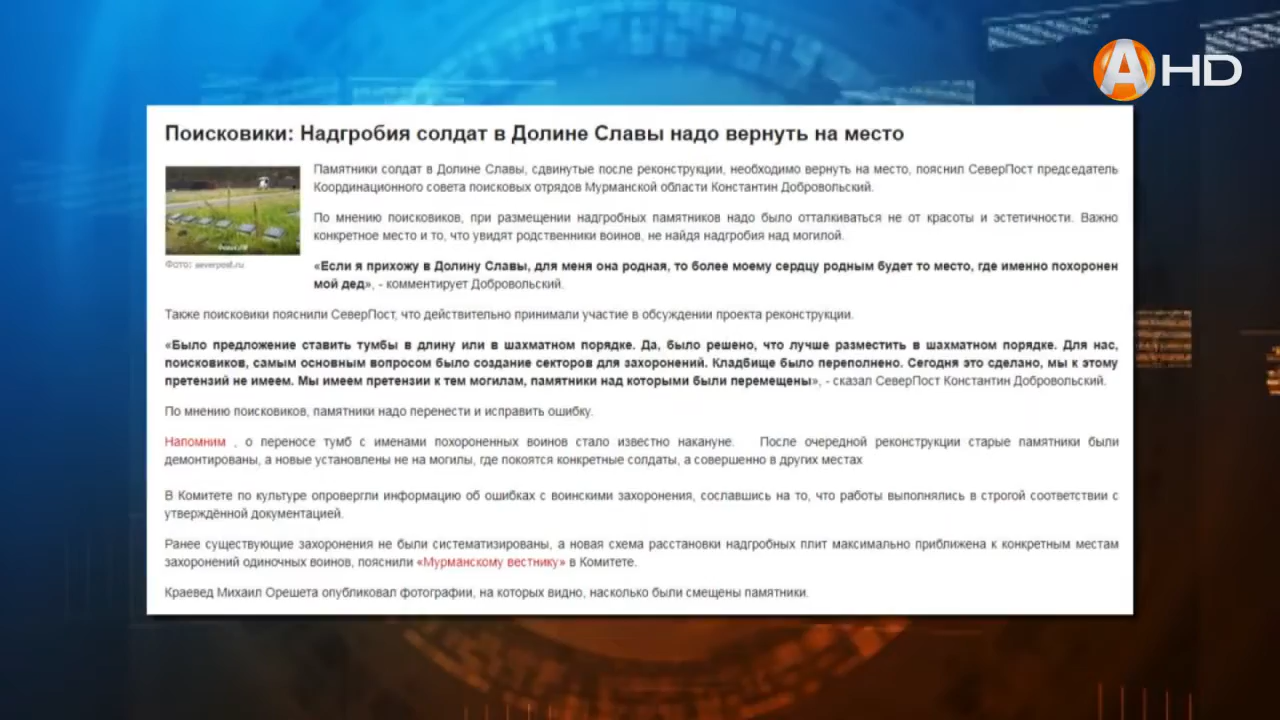 A HD
Поисковики: Надгробия солдат в Долине Славы надо вернуть на место
Памятники солдат в Долине Славы, сдвинутые после реконструкции, необходимо вернуть на место, пояснил СеверПост председатель
Координационного совета поисковых отрядов Мурманской области Константин Добровольский.
По мнению поисковиков, при размещении надгробных памятников надо было отталкиваться не от красоты и эстетичности. Важно
конкретное место и то, что увидят родственники воинов, не найдя надгробия над могилой.
Фото: severpost.ru
«Если я прихожу в Долину Славы, для меня она родная, то более моему сердцу родным будет то место, где именно похоронен
мой дед», - комментирует Добровольский.
Также поисковики пояснили СеверПост, что действительно принимали участие в обсуждении проекта реконструкции.
«Было предложение ставить тумбы в длину или в шахматном порядке. Да, было решено, что лучше разместить в шахматном порядке. Для нас,
поисковиков, самым основным вопросом было создание секторов для захоронений. Кладбище было переполнено. Сегодня это сделано, мы к этому
претензий не имеем. Мы имеем претензии к тем могилам, памятники над которыми были перемещены», - сказал СеверПост Константин Добровольский.
По мнению поисковиков, памятники надо перенести и исправить ошибку.
Напомним , о переносе тумб с именами похороненных воинов стало известно накануне. После очередной реконструкции старые памятники были
демонтированы, а новые установлены не на могилы, где покоятся конкретные солдаты, а совершенно в других местах
В Комитете по культуре опровергли информацию об ошибках с воинскими захоронения, сославшись на то, что работы выполнялись в строгой соответствии с
утверждённой документацией.
Ранее существующие захоронения не были систематизированы, а новая схема расстановки надгробных плит максимально приближена к конкретным местам
захоронений одиночных воинов, пояснили «Мурманскому вестнику» в Комитете.
Краевед Михаил Орешета опубликовал фотографии, на которых видно, насколько были смещены памятники.